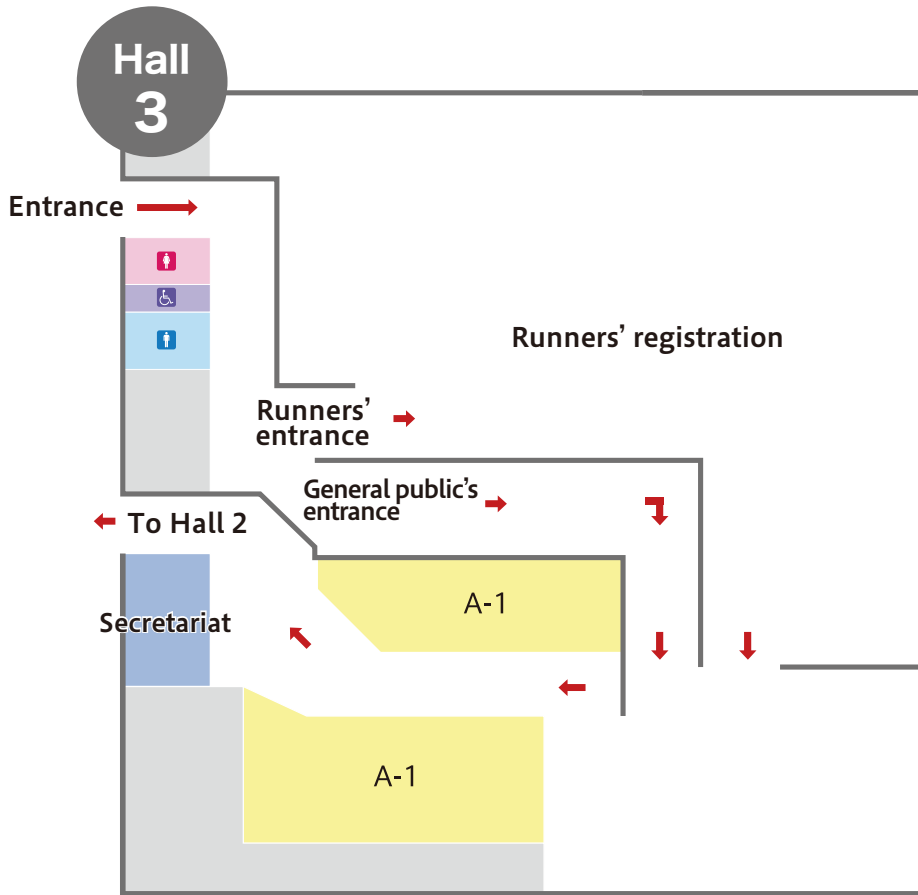 Hall
3
Entrance
Runners’ registration
Runners’
entrance
General public's
entrance
To Hall 2
A-1
Secretariat
A-1